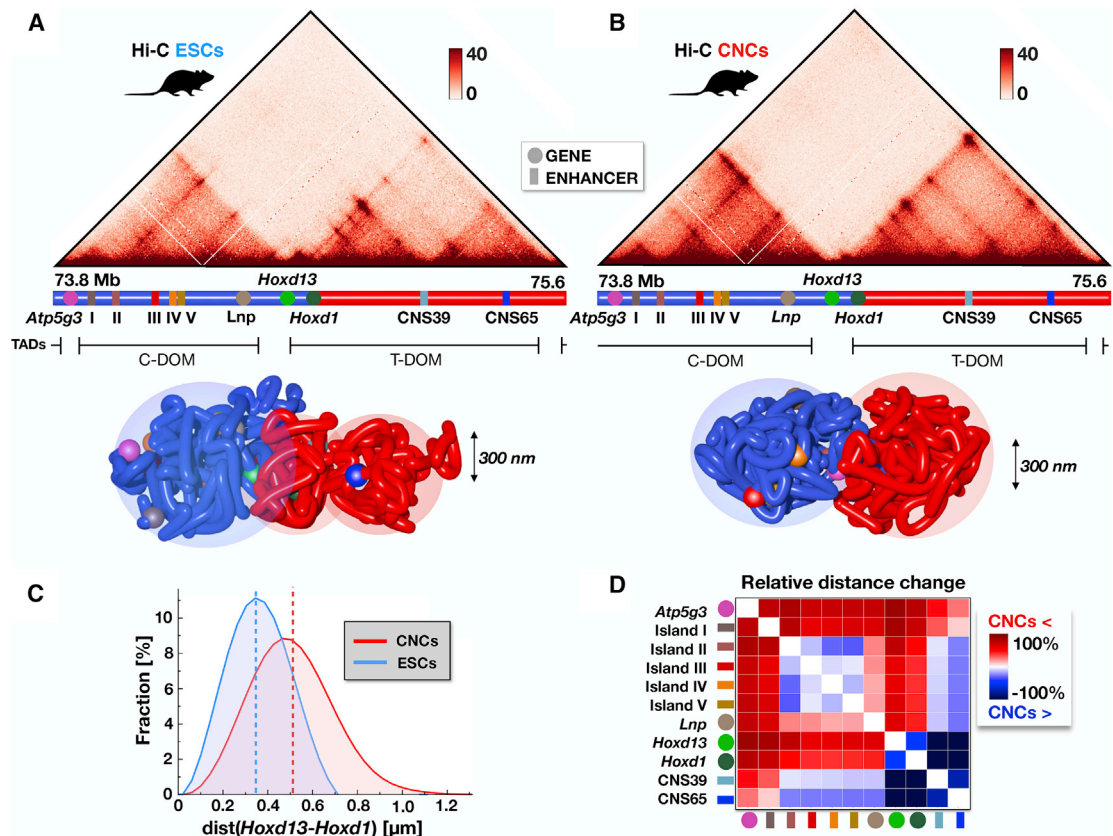 A
Hi-C ESCs
40
0
B
Hi-C CNCs
40
0
GENE
ENHANCER
73.8 Mb
Hoxd13
75.6
Atp5g3
I
II
III
IV
V
Lnp
Hoxd1
CNS39
CNS65
TADs
C-DOM
T-DOM
73.8 Mb
Hoxd13
75.6
Atp5g3
I
II
III
IV
V
Lnp
Hoxd1
CNS39
CNS65
C-DOM
T-DOM
300 nm
300 nm
C
Fraction [%]
10
8
6
4
2
0
CNCs
ESCs
0.0
0.2
0.4
0.6
0.8
1.0
1.2
dist(Hoxd13-Hoxd1) [µm]
D
Relative distance change
Atp5g3
Island I
Island II
Island III
Island IV
Island V
Lnp
Hoxd13
Hoxd1
CNS39
CNS65
CNCs <
100%
-100%
CNCs >